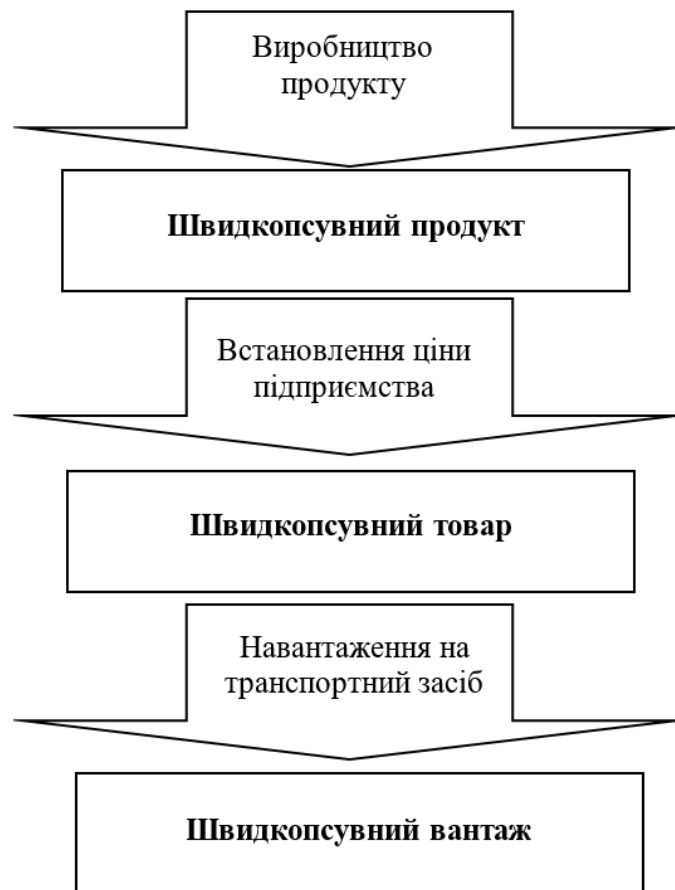 Виробництво
продукту
Швидкопсувний продукт
Встановлення ціни
підприємства
Швидкопсувний товар
Навантаження на
транспортний засіб
Швидкопсувний вантаж